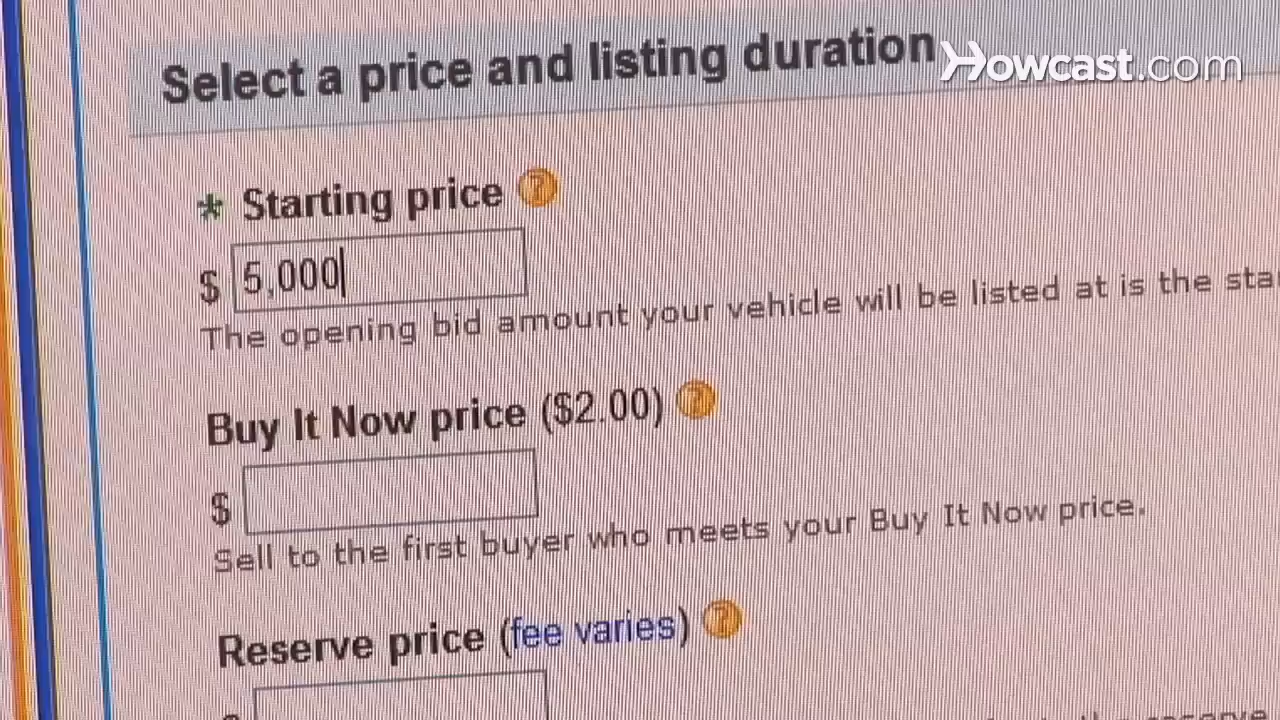 Select a price and listing duration
Howcast.com
* Starting price ?
$ 5,000
The opening bid amount your vehicle will be listed at is the
Buy It Now price ($2.00) ?
$
Sell to the first buyer who meets your Buy It Now price.
Reserve price (fee varies) ?